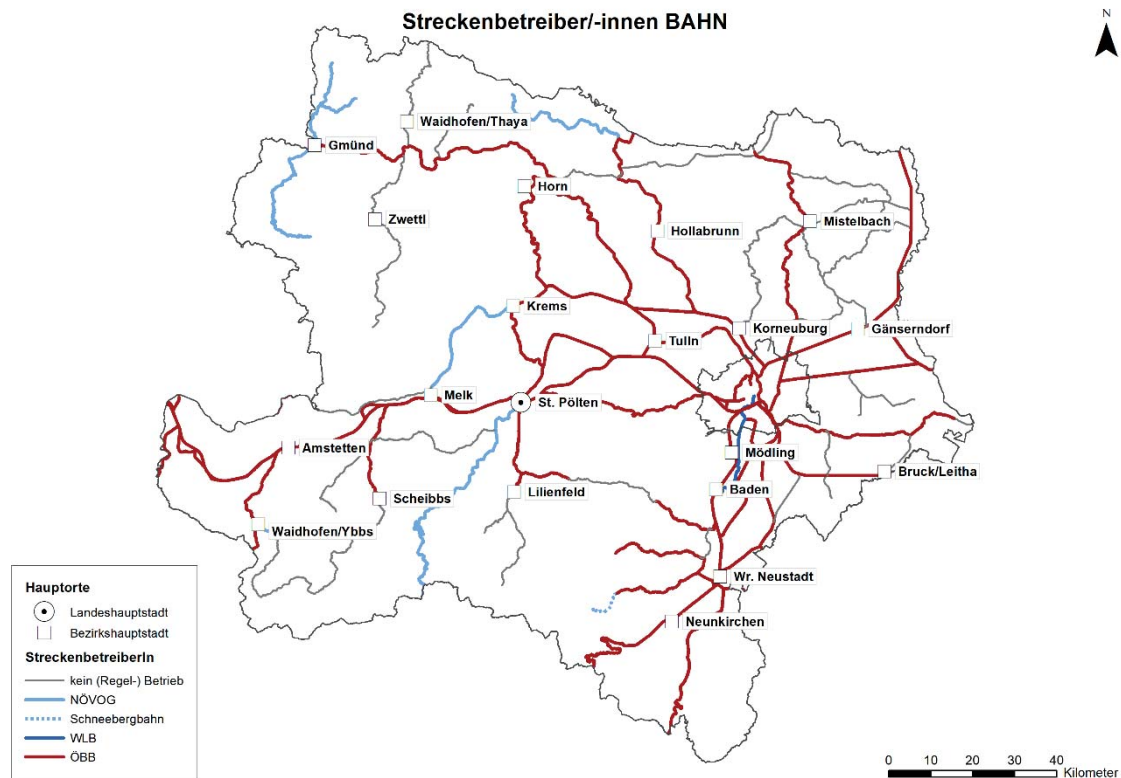 Streckenbetreiber/-innen BAHN
N
Waidhofen/Thaya
Gmünd
Horn
Zwettl
Mistelbach
Hollabrunn
Krems
Korneuburg
Gänserndorf
Tulln
Melk
St. Pölten
Amstetten
Mödling
Bruck/Leitha
Baden
Scheibbs
Lilienfeld
Waidhofen/Ybbs
Wr. Neustadt
Neunkirchen
Hauptorte
Landeshauptstadt
Bezirkshauptstadt
StreckenbetreiberIn
kein (Regel-) Betrieb
NÖVOG
Schneebergbahn
WLB
ÖBB
0 10 20 30 40
Kilometer